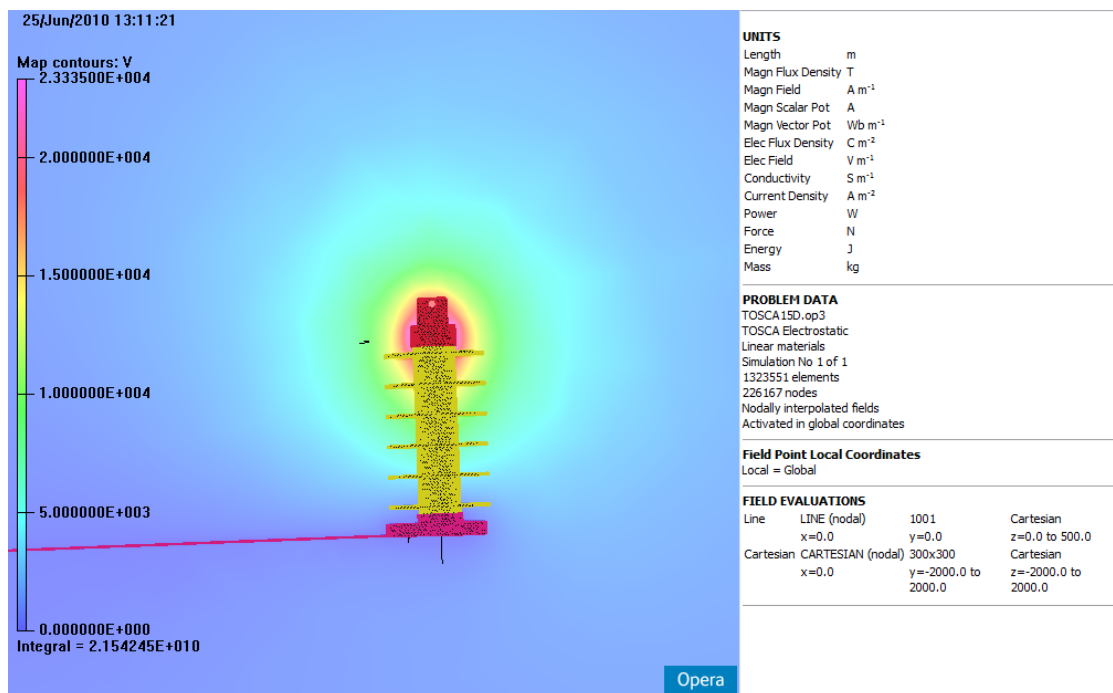 25/Jun/2010 13:11:21
Map contours: V
2.333500E+004
2.000000E+004
1.500000E+004
1.000000E+004
5.000000E+003
0.000000E+000
Integral = 2.154245E+010
Opera
UNITS
Length m
Magn Flux Density T
Magn Field A m⁻¹
Magn Scalar Pot A
Magn Vector Pot Wb m⁻¹
Elec Flux Density C m⁻²
Elec Field V m⁻¹
Conductivity S m⁻¹
Current Density A m⁻²
Power W
Force N
Energy J
Mass kg
PROBLEM DATA
TOSCA15D.op3
TOSCA Electrostatic
Linear materials
Simulation No 1 of 1
1323551 elements
226167 nodes
Nodally interpolated fields
Activated in global coordinates
Field Point Local Coordinates
Local = Global
FIELD EVALUATIONS
Line LINE (nodal) 1001 Cartesian
x=0.0 y=0.0 z=0.0 to 500.0
Cartesian CARTESIAN (nodal) 300x300 Cartesian
x=0.0 y=-2000.0 to z=-2000.0 to
2000.0 2000.0